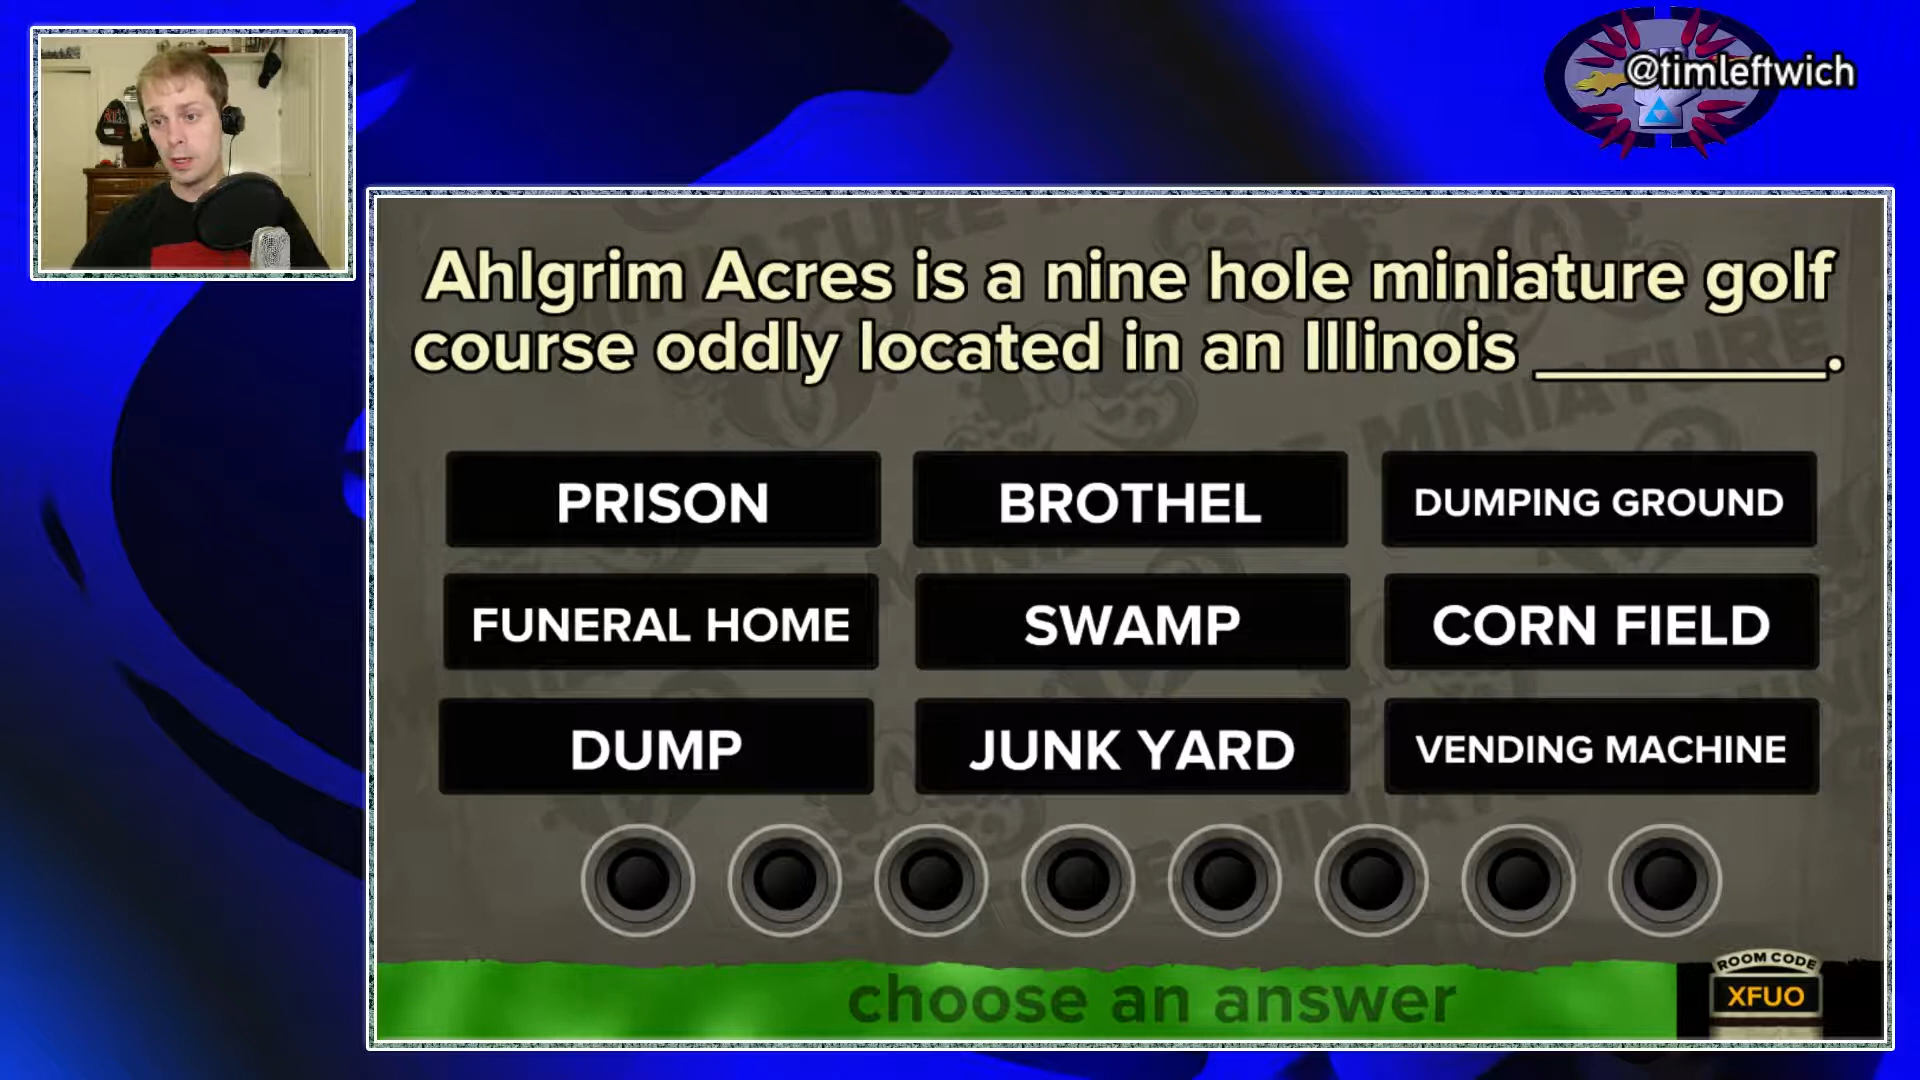 @timleftwich
Ahlgrim Acres is a nine hole miniature golf
course oddly located in an Illinois ________.
PRISON
BROTHEL
DUMPING GROUND
FUNERAL HOME
SWAMP
CORN FIELD
DUMP
JUNK YARD
VENDING MACHINE
choose an answer
ROOM CODE
XFUO